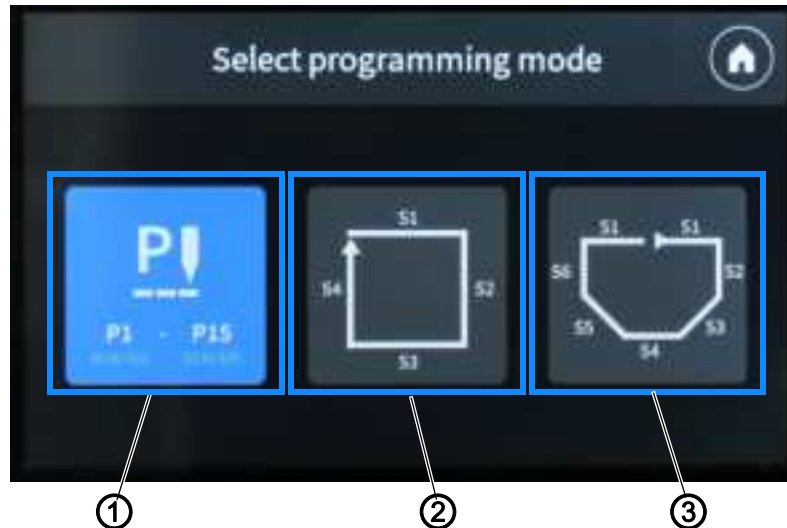 Select programming mode
P
P1 - P15
S1
S4
S2
S3
S1
S1
S6
S2
S5
S3
S4
1
2
3